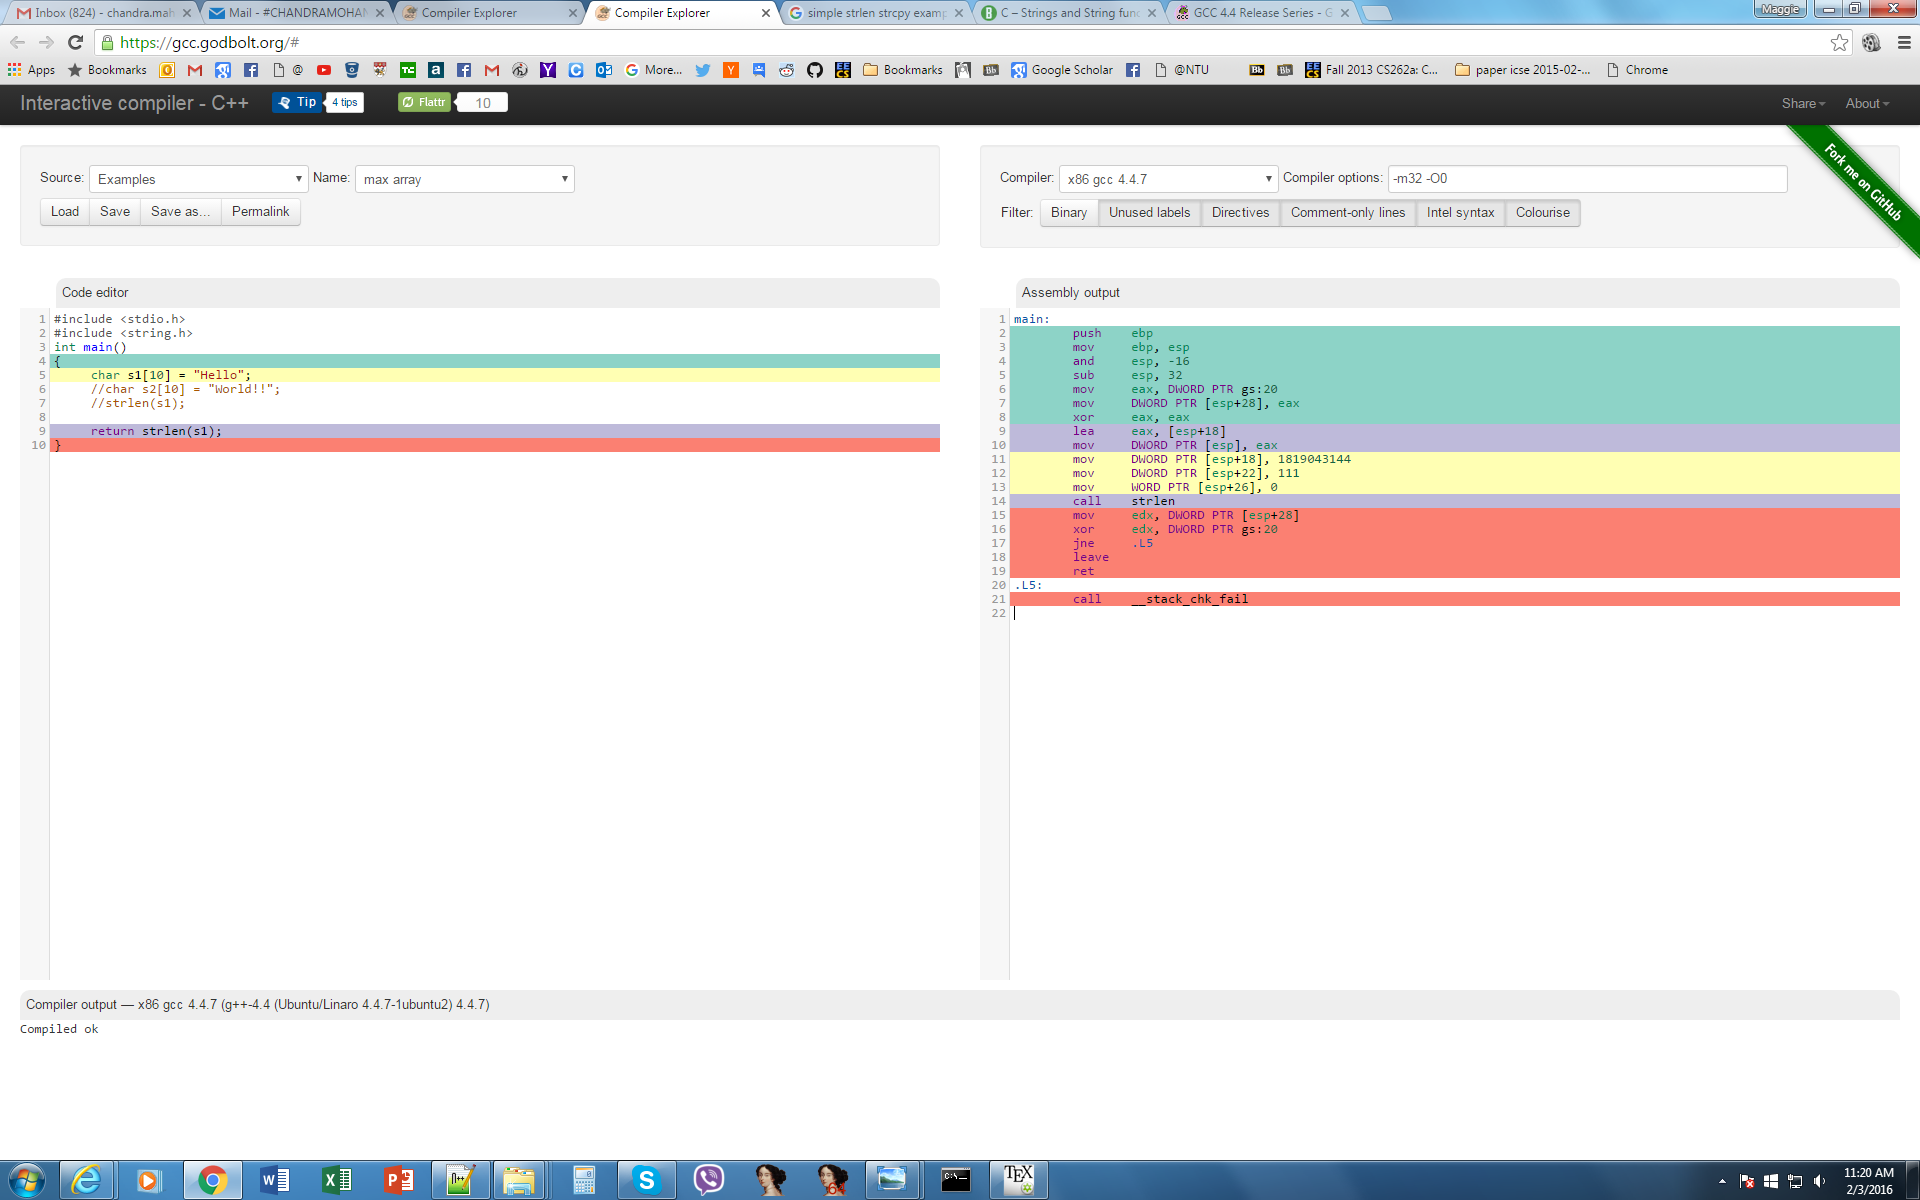 Inbox (824) - chandra.mah
Mail - #CHANDRAMOHAN
Compiler Explorer
Compiler Explorer
simple strlen strcpy examp
C – Strings and String func
GCC 4.4 Release Series - G
Maggie
https://gcc.godbolt.org/#
Apps
Bookmarks
More...
Bookmarks
Google Scholar
@NTU
Fall 2013 CS262a: C...
paper icse 2015-02-...
Chrome
Interactive compiler - C++
Tip
4 tips
Flattr
10
Share
About
Fork me on GitHub
Source:
Examples
Name:
max array
Load
Save
Save as...
Permalink
Compiler:
x86 gcc 4.4.7
Compiler options:
-m32 -O0
Filter:
Binary
Unused labels
Directives
Comment-only lines
Intel syntax
Colourise
Code editor
1 #include <stdio.h>
2 #include <string.h>
3 int main()
4 {
5 char s1[10] = "Hello";
6 //char s2[10] = "World!!";
7 //strlen(s1);
8
9 return strlen(s1);
10 }
Assembly output
1 main:
2 push ebp
3 mov ebp, esp
4 and esp, -16
5 sub esp, 32
6 mov eax, DWORD PTR gs:20
7 mov DWORD PTR [esp+28], eax
8 xor eax, eax
9 lea eax, [esp+18]
10 mov DWORD PTR [esp], eax
11 mov DWORD PTR [esp+18], 1819043144
12 mov DWORD PTR [esp+22], 111
13 mov WORD PTR [esp+26], 0
14 call strlen
15 mov edx, DWORD PTR [esp+28]
16 xor edx, DWORD PTR gs:20
17 jne .L5
18 leave
19 ret
20 .L5:
21 call __stack_chk_fail
22
Compiler output — x86 gcc 4.4.7 (g++-4.4 (Ubuntu/Linaro 4.4.7-1ubuntu2) 4.4.7)
Compiled ok
11:20 AM
2/3/2016